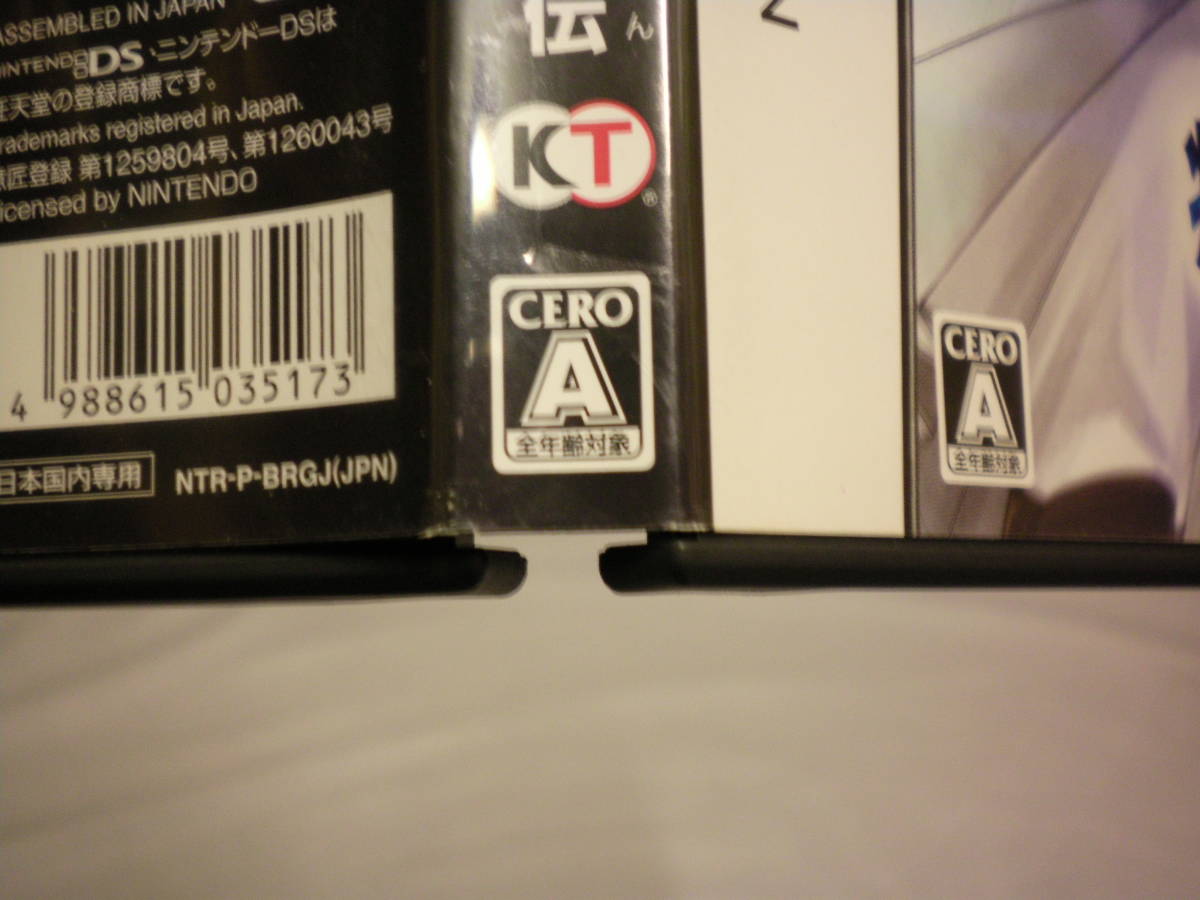 ASSEMBLED IN JAPAN
NINTENDO DS・ニンテンドーDSは
任天堂の登録商標です。
Trademarks registered in Japan.
意匠登録 第1259804号、第1260043号
Licensed by NINTENDO
4 988615 035173
日本国内専用
NTR-P-BRGJ(JPN)
伝
ん
KT
®
CERO
A
全年齢対象
く
CERO
A
全年齢対象